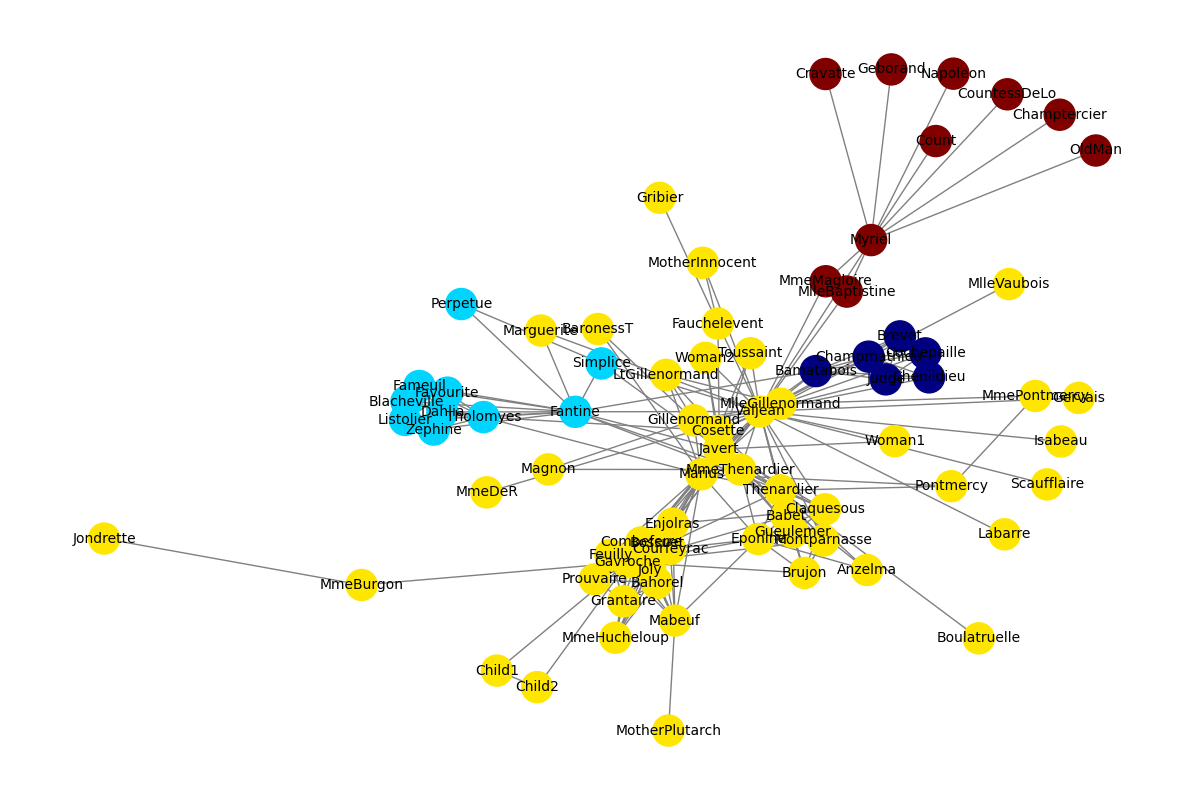 Cravatte
Geborand
Napoleon
CountessDeLo
Champtercier
Count
OldMan
Gribier
Myriel
MotherInnocent
MmeMagloire
MlleBaptistine
MlleVaubois
Perpetue
Marguerite
BaronessT
Fauchelevent
Brevet
Simplice
Woman2
Toussaint
Champmathieu
Cochepaille
LtGillenormand
Bamatabois
Judge
Chenildieu
Fameuil
Favourite
Blacheville
Dahlia
Tholomyes
Listolier
Zephine
Fantine
MlleGillenormand
Valjean
MmePontmercy
Gervais
Gillenormand
Cosette
Woman1
Isabeau
Javert
Magnon
Marius
MmeThenardier
MmeDeR
Thenardier
Pontmercy
Scaufflaire
Claquesous
Babet
Enjolras
Gueulemer
Labarre
Jondrette
Combeferre
Bossuet
Courfeyrac
Eponine
Montparnasse
Feuilly
Gavroche
Joly
Brujon
Anzelma
MmeBurgon
Prouvaire
Bahorel
Grantaire
Mabeuf
MmeHucheloup
Boulatruelle
Child1
Child2
MotherPlutarch